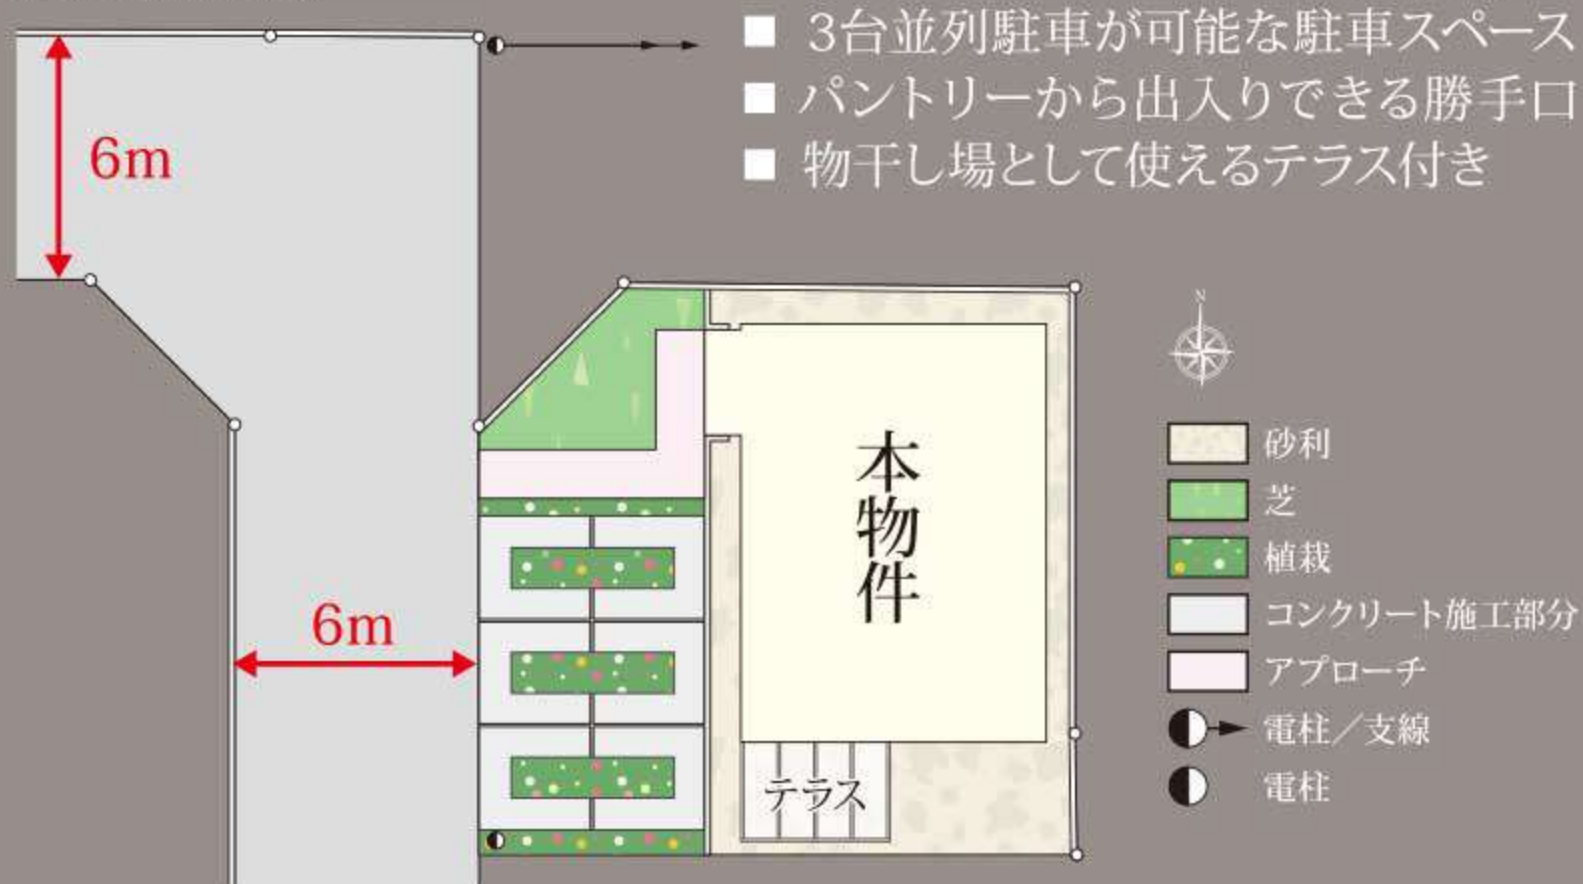 ■ 3台並列駐車が可能な駐車スペース
■ パントリーから出入りできる勝手口
■ 物干し場として使えるテラス付き
6m
6m
本物件
テラス
N
砂利
芝
植栽
コンクリート施工部分
アプローチ
電柱／支線
電柱